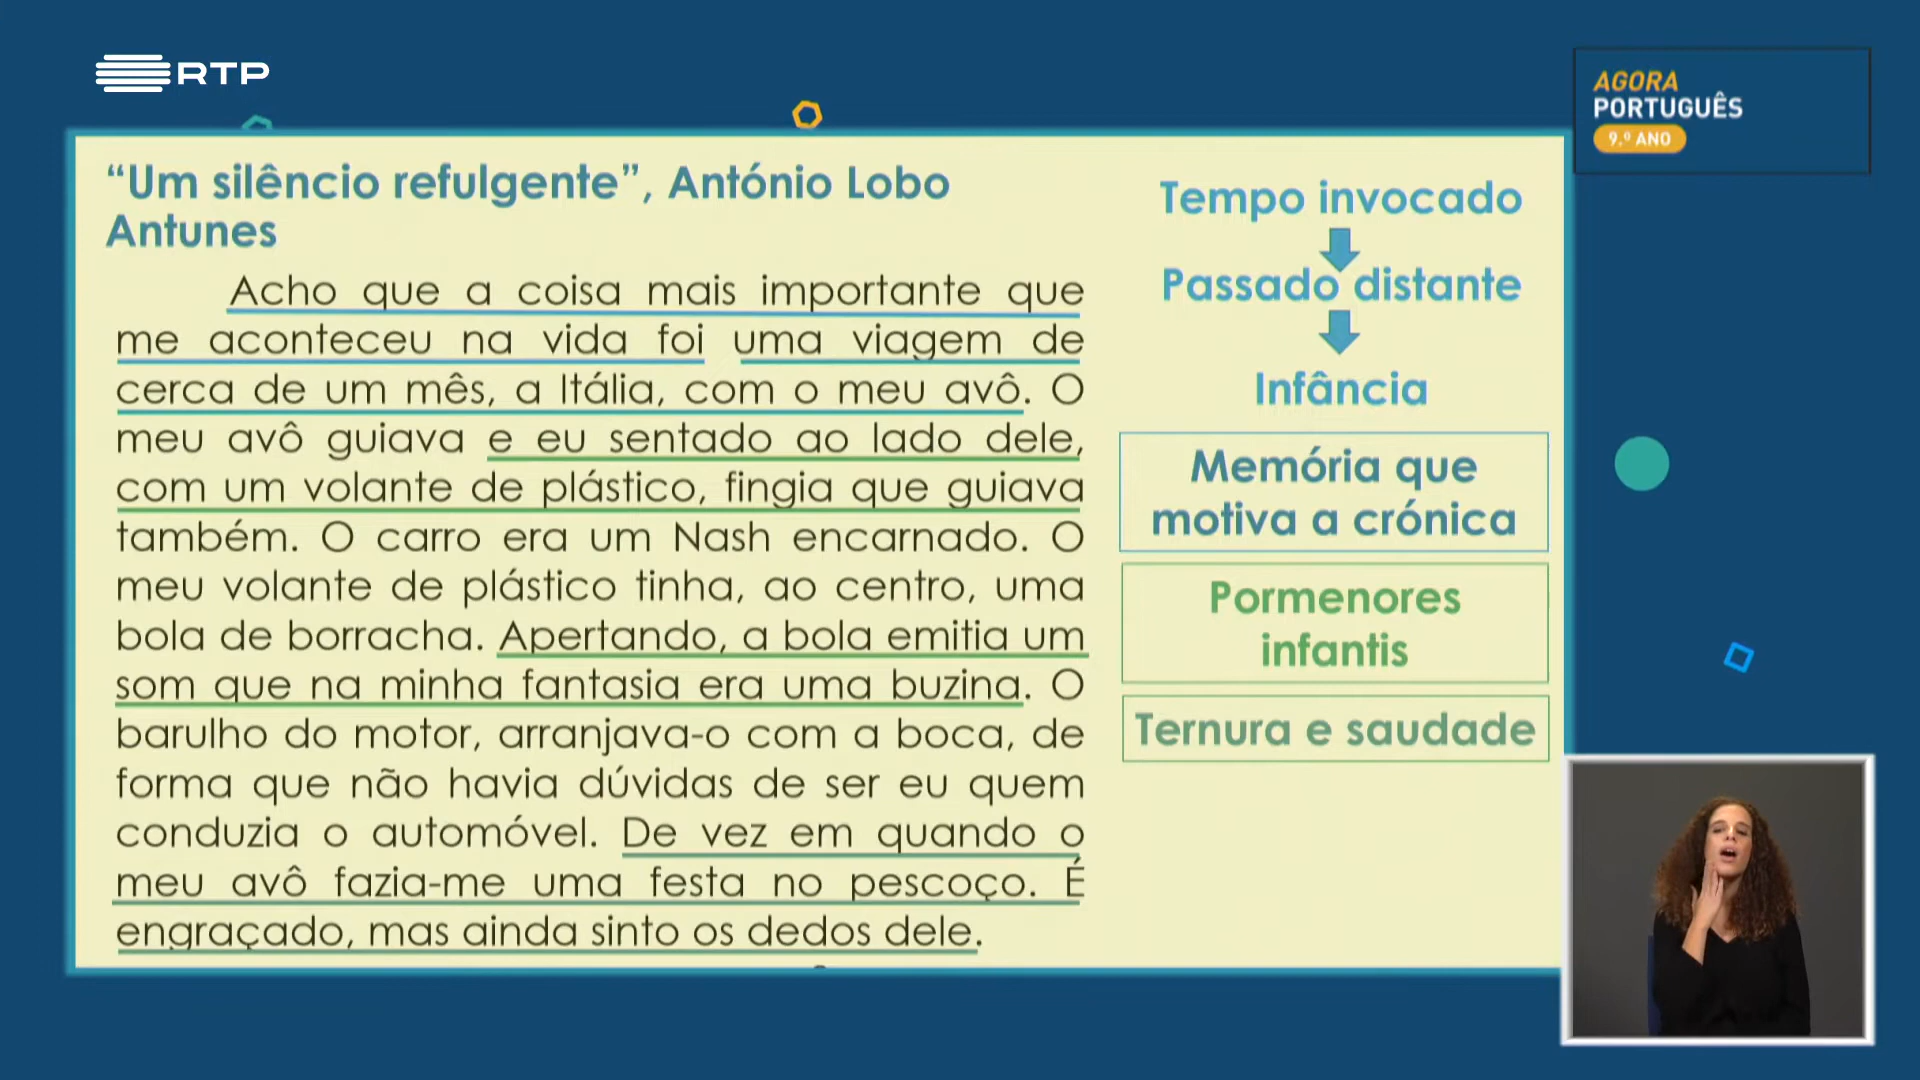 RTP
AGORA
PORTUGUÊS
9.º ANO
“Um silêncio refulgente”, António Lobo
Antunes
Acho que a coisa mais importante que
me aconteceu na vida foi uma viagem de
cerca de um mês, a Itália, com o meu avô. O
meu avô guiava e eu sentado ao lado dele,
com um volante de plástico, fingia que guiava
também. O carro era um Nash encarnado. O
meu volante de plástico tinha, ao centro, uma
bola de borracha. Apertando, a bola emitia um
som que na minha fantasia era uma buzina. O
barulho do motor, arranjava-o com a boca, de
forma que não havia dúvidas de ser eu quem
conduzia o automóvel. De vez em quando o
meu avô fazia-me uma festa no pescoço. É
engraçado, mas ainda sinto os dedos dele.
Tempo invocado
Passado distante
Infância
Memória que
motiva a crónica
Pormenores
infantis
Ternura e saudade